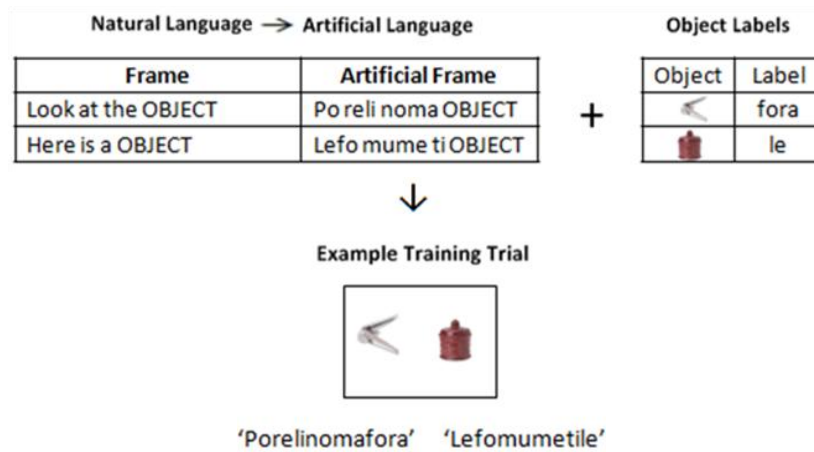 Natural Language → Artificial Language
Object Labels
Frame Artificial Frame
Look at the OBJECT Po reli noma OBJECT
Here is a OBJECT Lefo mume ti OBJECT
+
Object Label
fora
le
↓
Example Training Trial
'Porelinomafora' 'Lefomumetile'